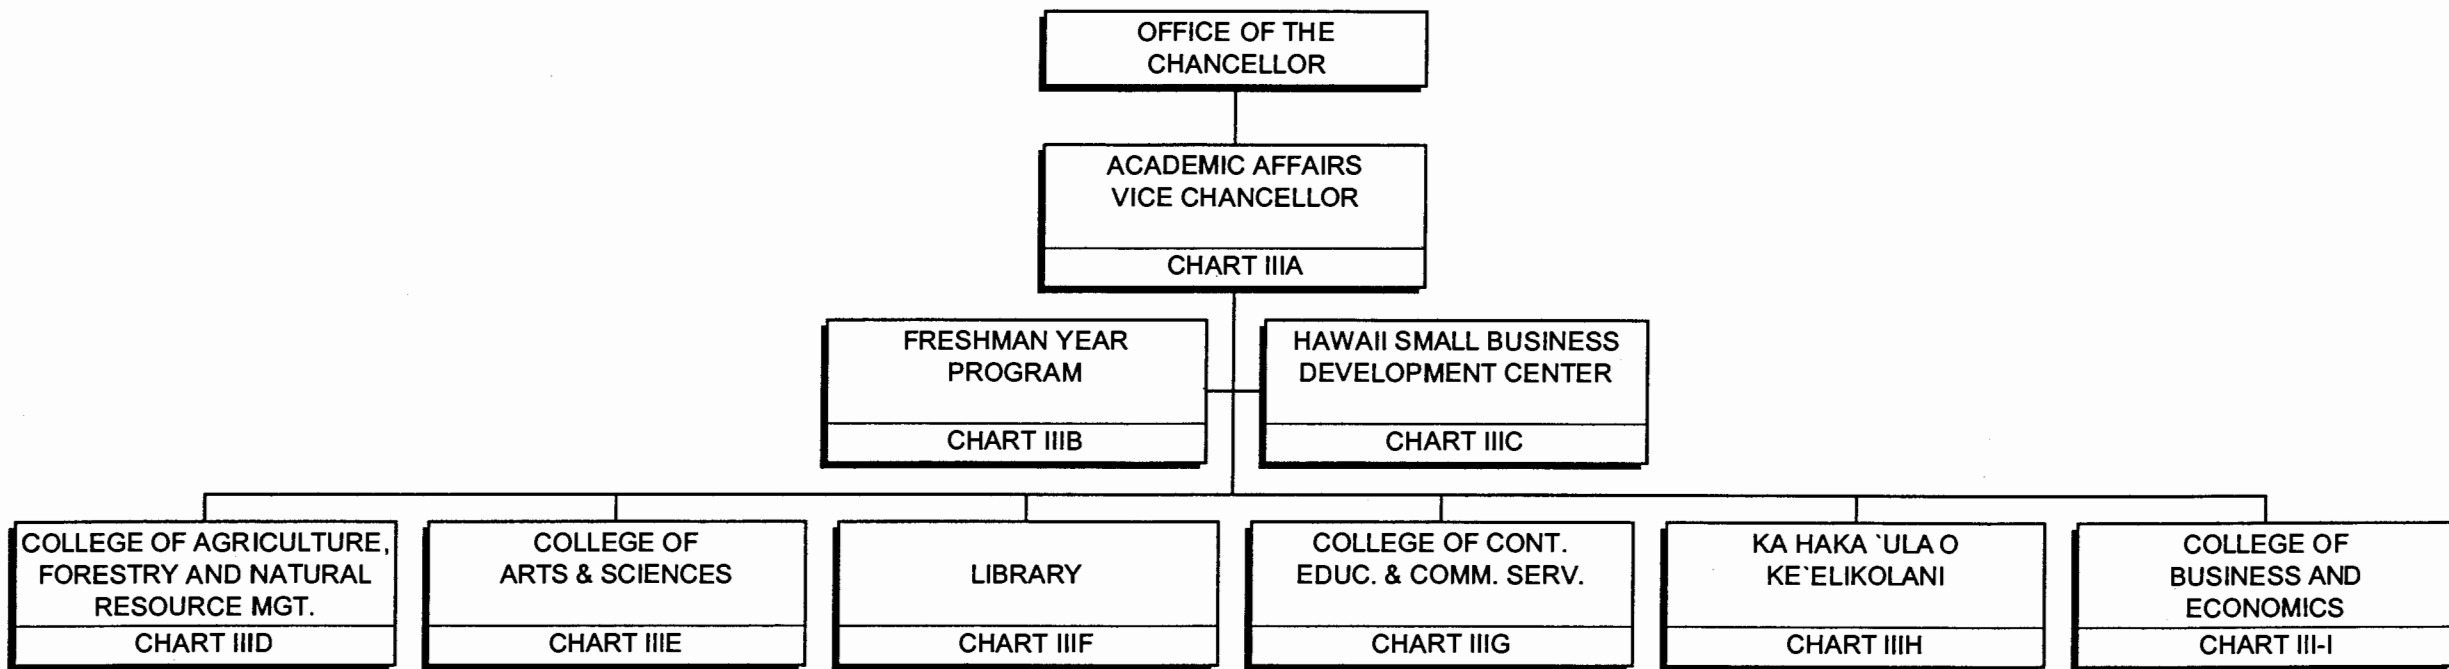 OFFICE OF THE
CHANCELLOR
ACADEMIC AFFAIRS
VICE CHANCELLOR
CHART IIIA
FRESHMAN YEAR
PROGRAM
CHART IIIB
HAWAII SMALL BUSINESS
DEVELOPMENT CENTER
CHART IIIC
COLLEGE OF AGRICULTURE,
FORESTRY AND NATURAL
RESOURCE MGT.
CHART IIID
COLLEGE OF
ARTS & SCIENCES
CHART IIIE
LIBRARY
CHART IIIF
COLLEGE OF CONT.
EDUC. & COMM. SERV.
CHART IIIG
KA HAKA `ULA O
KE`ELIKOLANI
CHART IIIH
COLLEGE OF
BUSINESS AND
ECONOMICS
CHART III-I